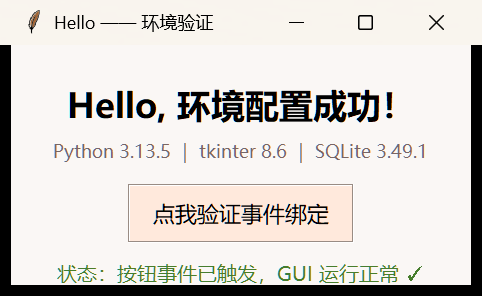 Hello —— 环境验证
Hello, 环境配置成功！
Python 3.13.5 | tkinter 8.6 | SQLite 3.49.1
点我验证事件绑定
状态：按钮事件已触发，GUI 运行正常 ✓